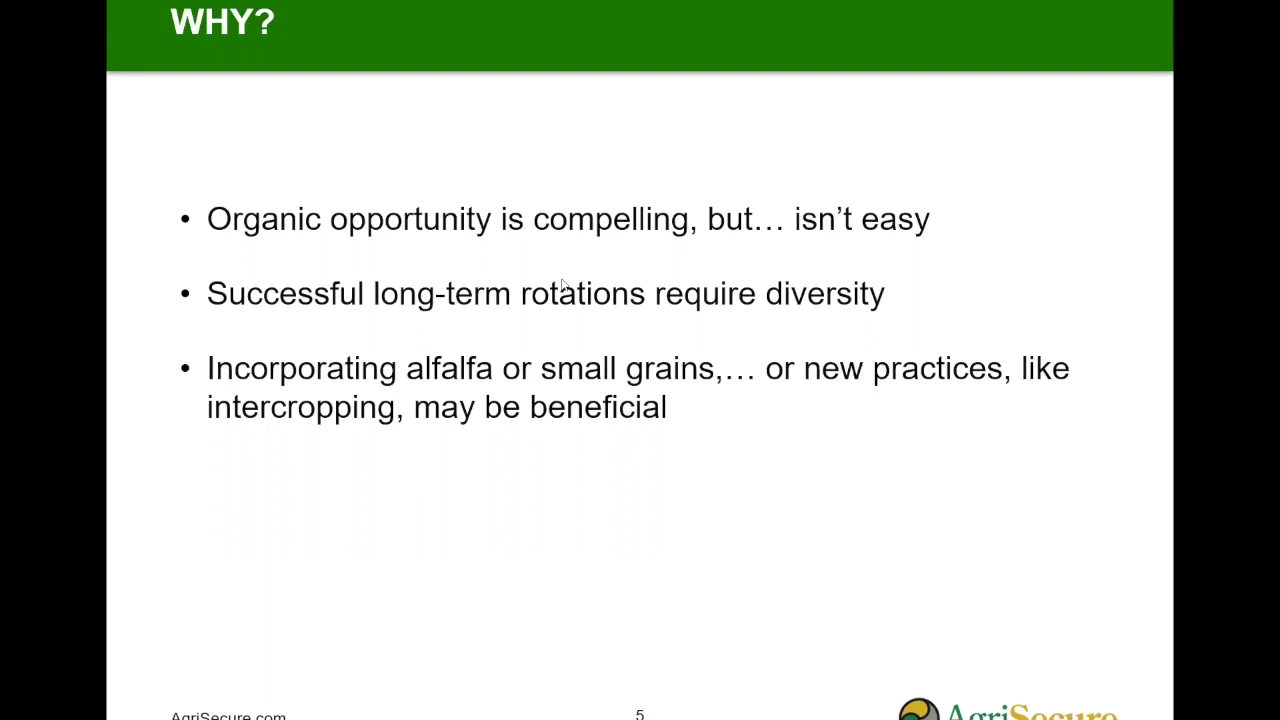 WHY?
• Organic opportunity is compelling, but… isn’t easy
• Successful long-term rotations require diversity
• Incorporating alfalfa or small grains,… or new practices, like
intercropping, may be beneficial
AgriSecure.com
5
AgriSecure